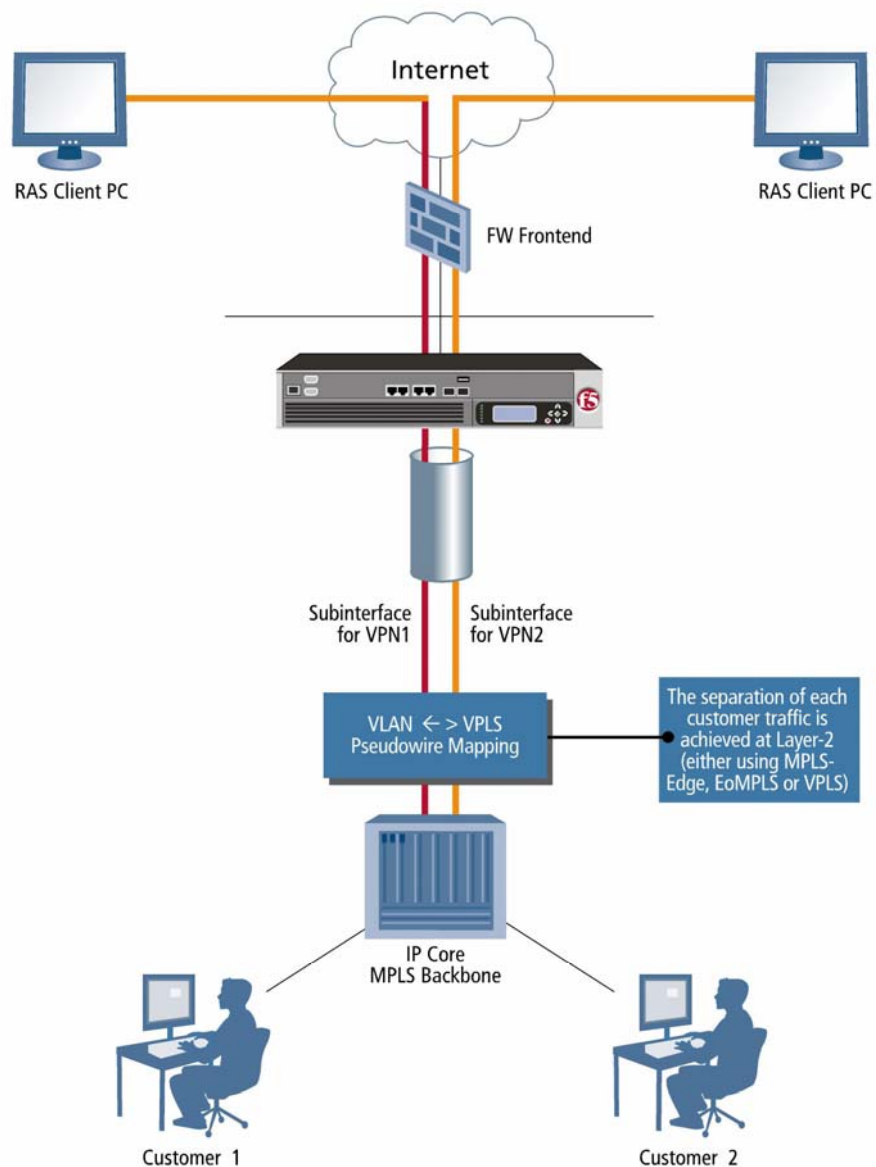 Internet
RAS Client PC
RAS Client PC
FW Frontend
f5
Subinterface
for VPN1
Subinterface
for VPN2
VLAN ← > VPLS
Pseudowire Mapping
The separation of each
customer traffic is
achieved at Layer-2
(either using MPLS-
Edge, EoMPLS or VPLS)
IP Core
MPLS Backbone
Customer 1
Customer 2